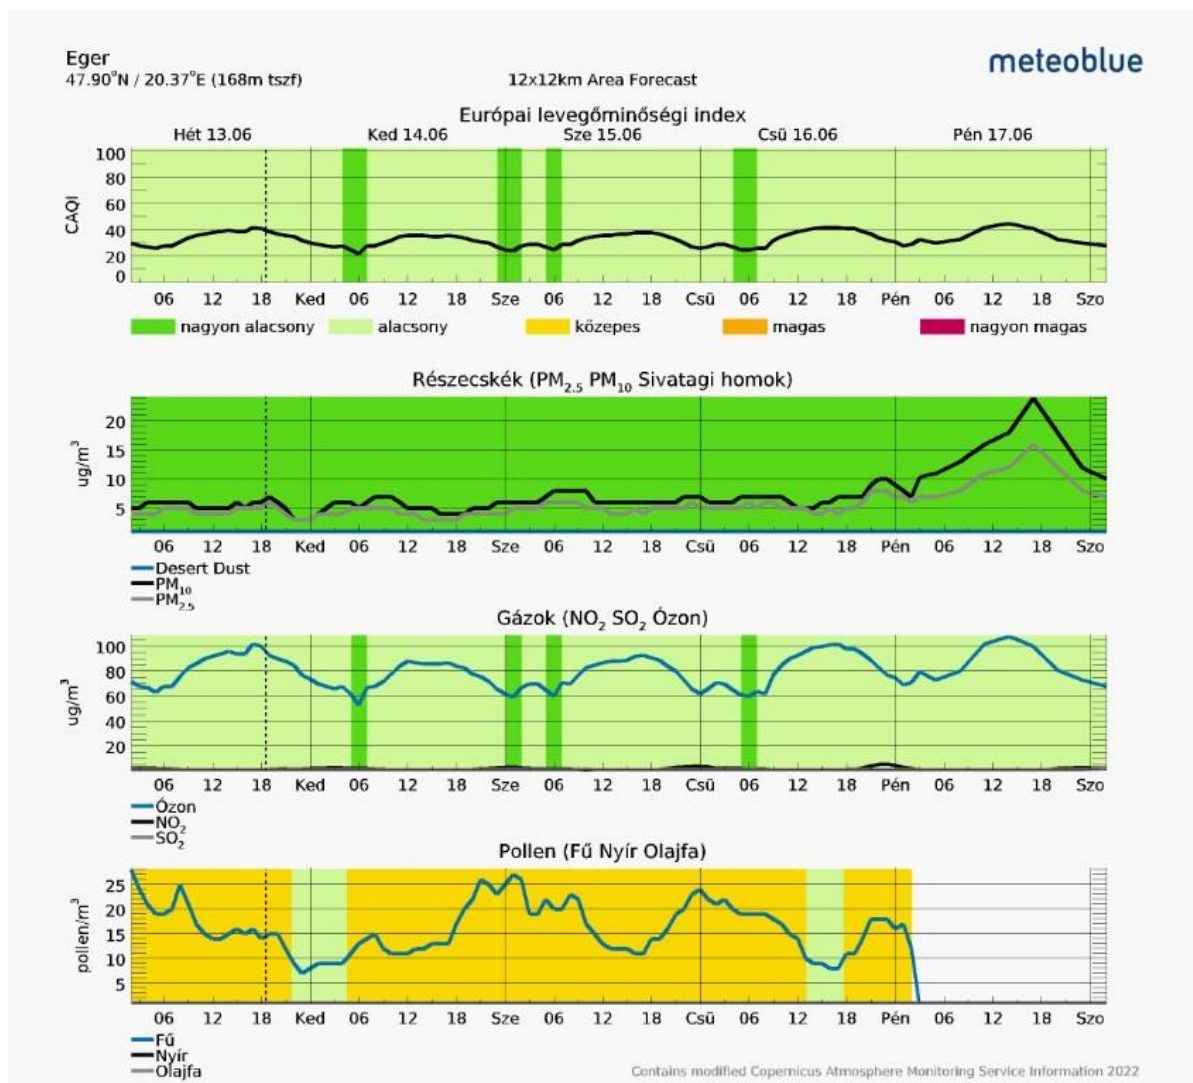 Eger
47.90°N / 20.37°E (168m tszf)
12x12km Area Forecast
meteoblue
Európai levegőminőségi index
Hét 13.06 Ked 14.06 Sze 15.06 Csü 16.06 Pén 17.06
CAQI
100
80
60
40
20
0
06 12 18 Ked 06 12 18 Sze 06 12 18 Csü 06 12 18 Pén 06 12 18 Szo
nagyon alacsony alacsony közepes magas nagyon magas
Részecskék (PM2.5 PM10 Sivatagi homok)
ug/m³
20
15
10
5
06 12 18 Ked 06 12 18 Sze 06 12 18 Csü 06 12 18 Pén 06 12 18 Szo
Desert Dust
PM10
PM2.5
Gázok (NO2 SO2 Ózon)
ug/m³
100
80
60
40
20
06 12 18 Ked 06 12 18 Sze 06 12 18 Csü 06 12 18 Pén 06 12 18 Szo
Ózon
NO2
SO2
Pollen (Fű Nyír Olajfa)
pollen/m³
25
20
15
10
5
06 12 18 Ked 06 12 18 Sze 06 12 18 Csü 06 12 18 Pén 06 12 18 Szo
Fű
Nyír
Olajfa
Contains modified Copernicus Atmosphere Monitoring Service Information 2022